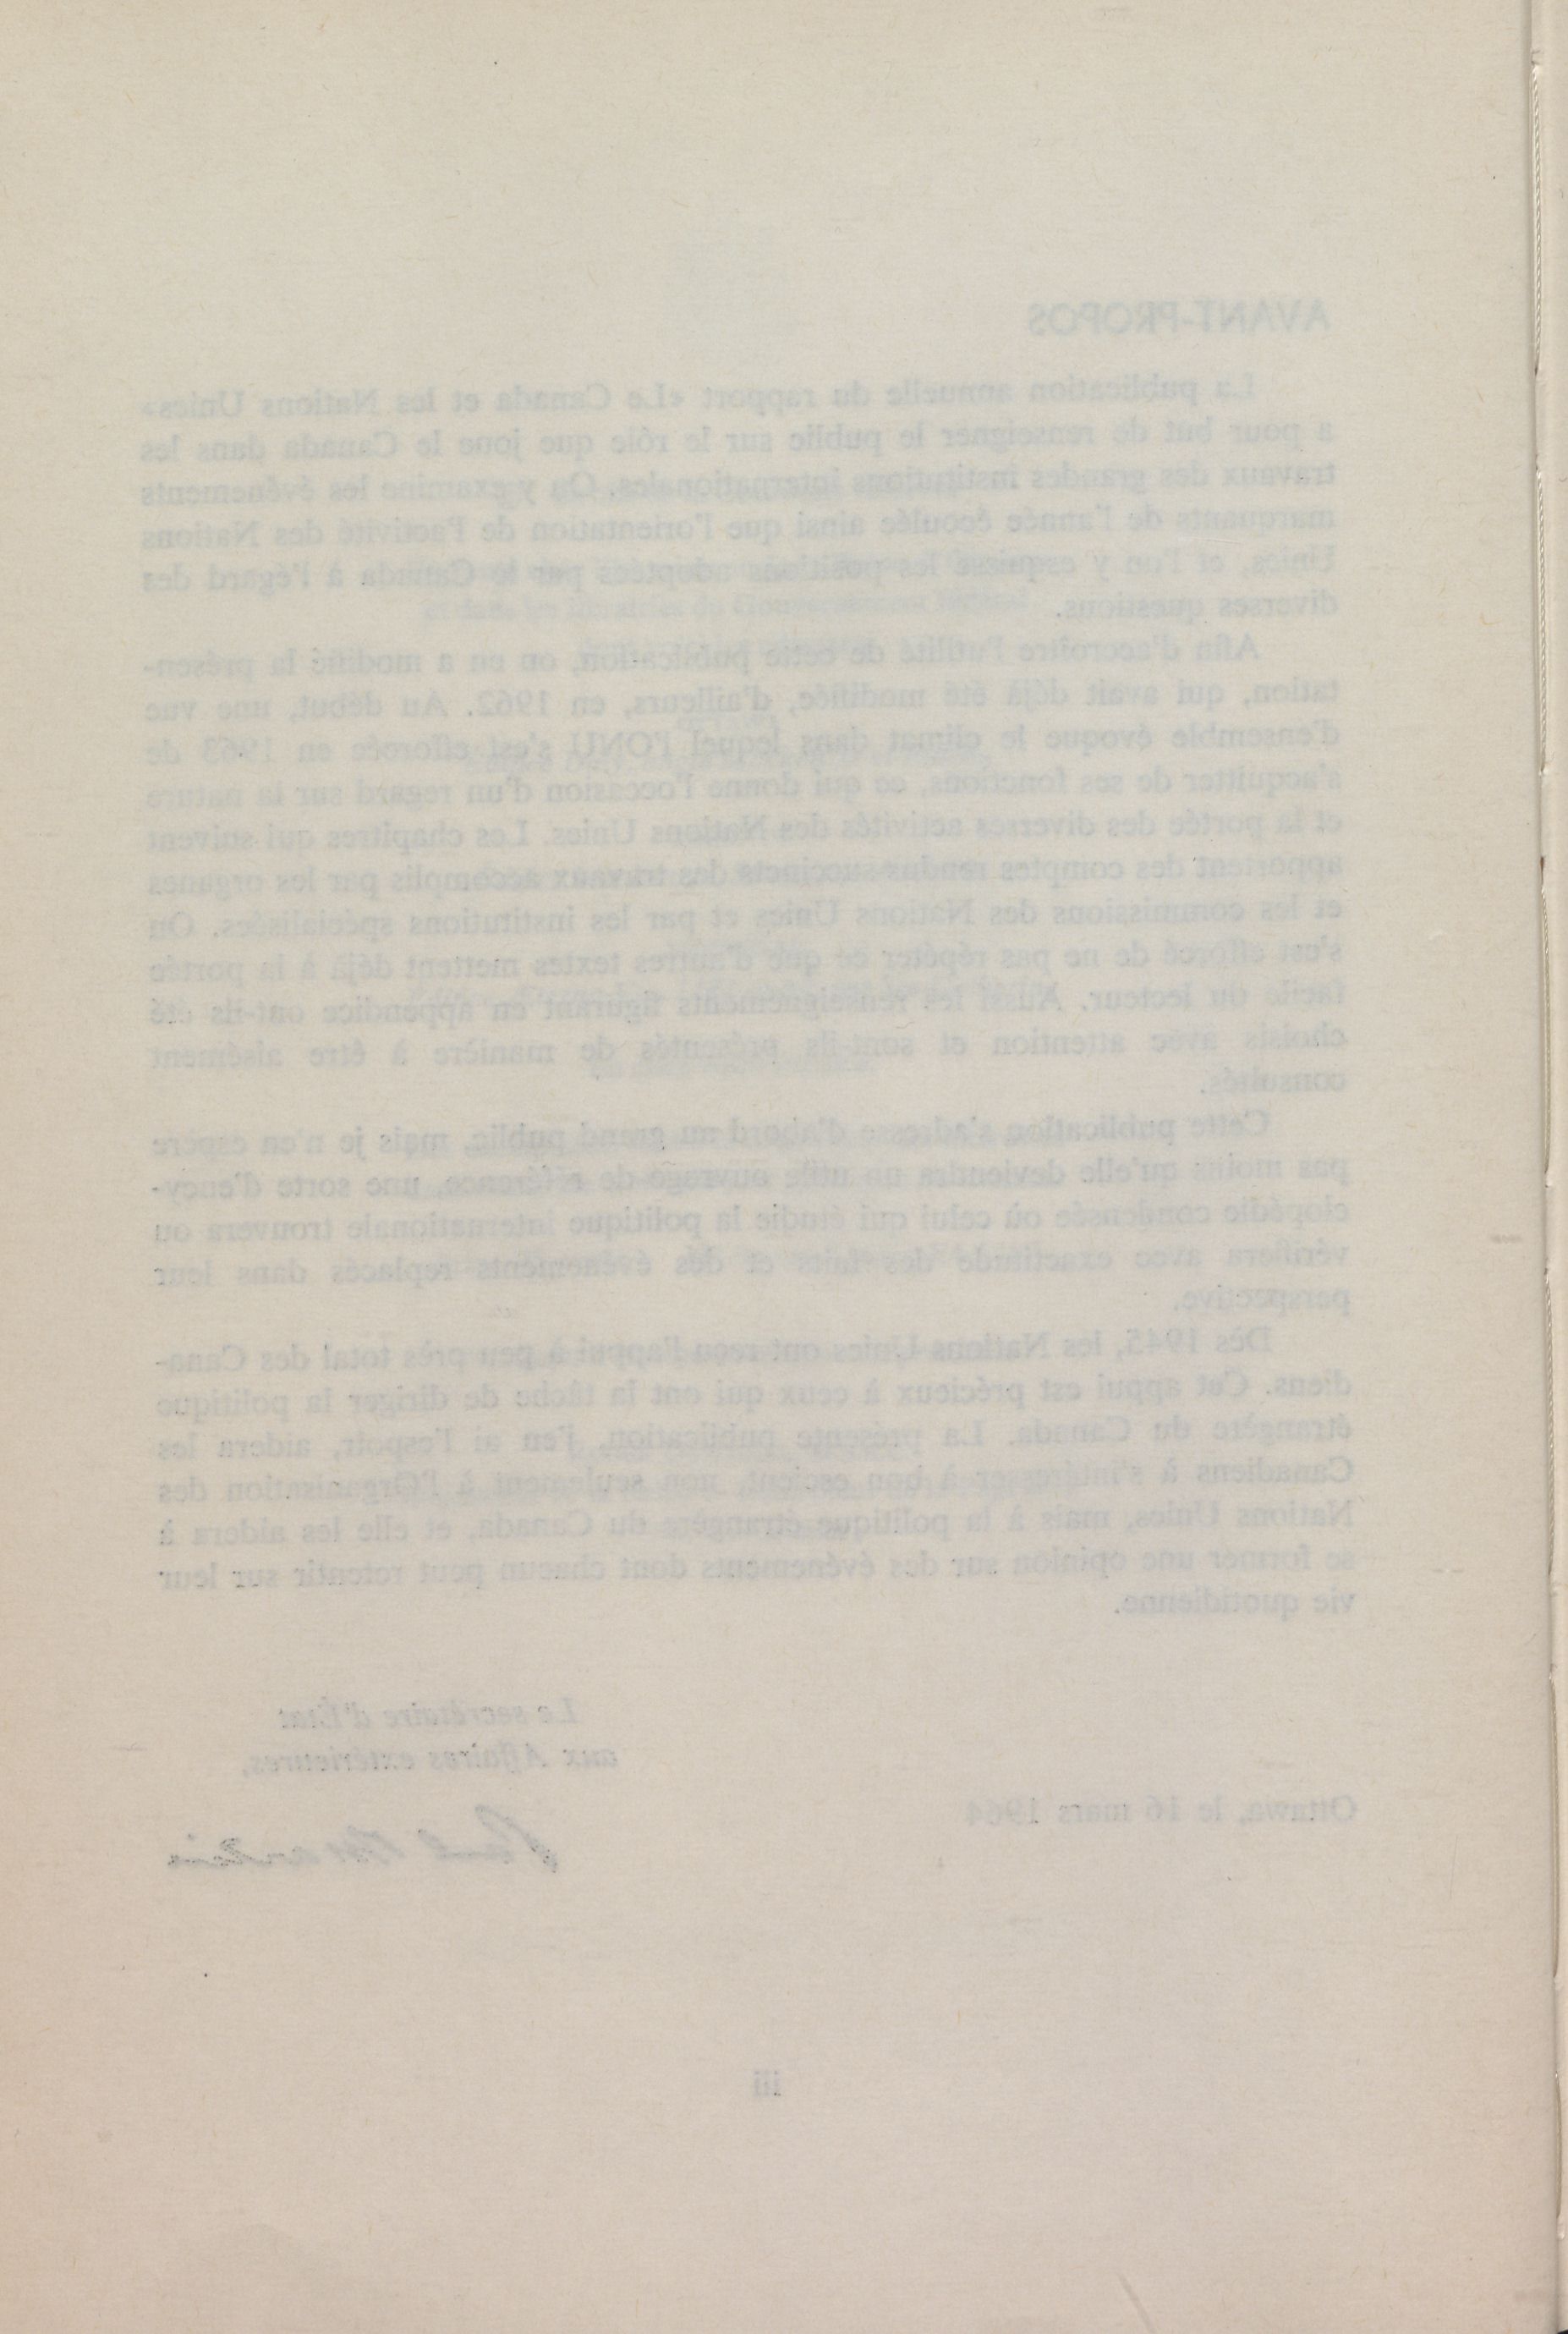 AVANT-PROPOS
La publication annuelle du rapport «Le Canada et les Nations Unies»
a pour but de renseigner le public sur le rôle que joue le Canada dans les
travaux des grandes institutions internationales. On y examine les événements
marquants de l'année écoulée ainsi que l'orientation de l'activité des Nations
Unies, et l'on y esquisse les positions adoptées par le Canada à l'égard des
diverses questions.
Afin d'accroître l'utilité de cette publication, on en a modifié la présen-
tation, qui avait déjà été modifiée, d'ailleurs, en 1962. Au début, une vue
d'ensemble évoque le climat dans lequel l'ONU s'est efforcée en 1963 de
s'acquitter de ses fonctions, ce qui donne l'occasion d'un regard sur la nature
et la portée des diverses activités des Nations Unies. Les chapitres qui suivent
apportent des comptes rendus succincts des travaux accomplis par les organes
et les commissions des Nations Unies et par les institutions spécialisées. On
s'est efforcé de ne pas répéter ce que d'autres textes mettent déjà à la portée
facile du lecteur. Aussi les renseignements figurant en appendice ont-ils été
choisis avec attention et sont-ils présentés de manière à être aisément
consultés.
Cette publication s'adresse d'abord au grand public, mais je n'en espère
pas moins qu'elle deviendra un utile ouvrage de référence, une sorte d'ency-
clopédie condensée où celui qui étudie la politique internationale trouvera ou
vérifiera avec exactitude des faits et des événements replacés dans leur
perspective.
Dès 1945, les Nations Unies ont reçu l'appui à peu près total des Cana-
diens. Cet appui est précieux à ceux qui ont la tâche de diriger la politique
étrangère du Canada. La présente publication, j'en ai l'espoir, aidera les
Canadiens à s'intéresser à bon escient, non seulement à l'Organisation des
Nations Unies, mais à la politique étrangère du Canada, et elle les aidera à
se former une opinion sur des événements dont chacun peut retentir sur leur
vie quotidienne.
Le secrétaire d'État
aux Affaires extérieures,
Paul Martin
Ottawa, le 16 mars 1964
iii